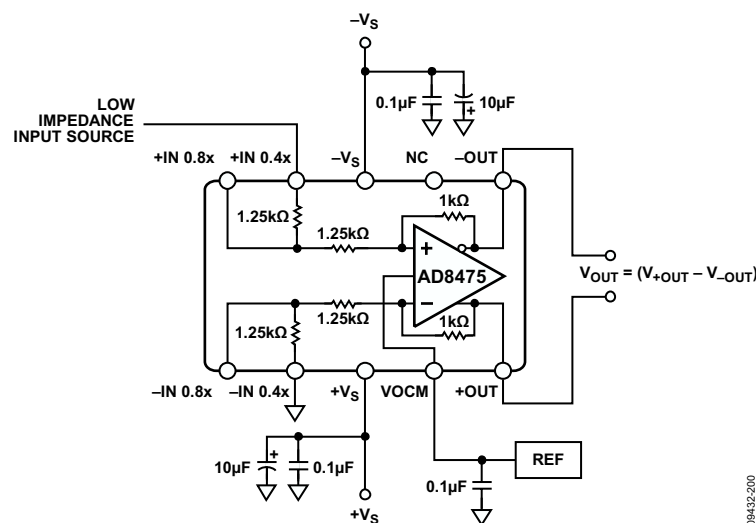 –VS
LOW
IMPEDANCE
INPUT SOURCE
0.1µF
10µF
+
+IN 0.8x
+IN 0.4x
–VS
NC
–OUT
1.25kΩ
1.25kΩ
1kΩ
+
AD8475
–
VOUT = (V+OUT – V–OUT)
1.25kΩ
1.25kΩ
1kΩ
–IN 0.8x
–IN 0.4x
+VS
VOCM
+OUT
10µF
+
0.1µF
0.1µF
REF
+VS
09432-200